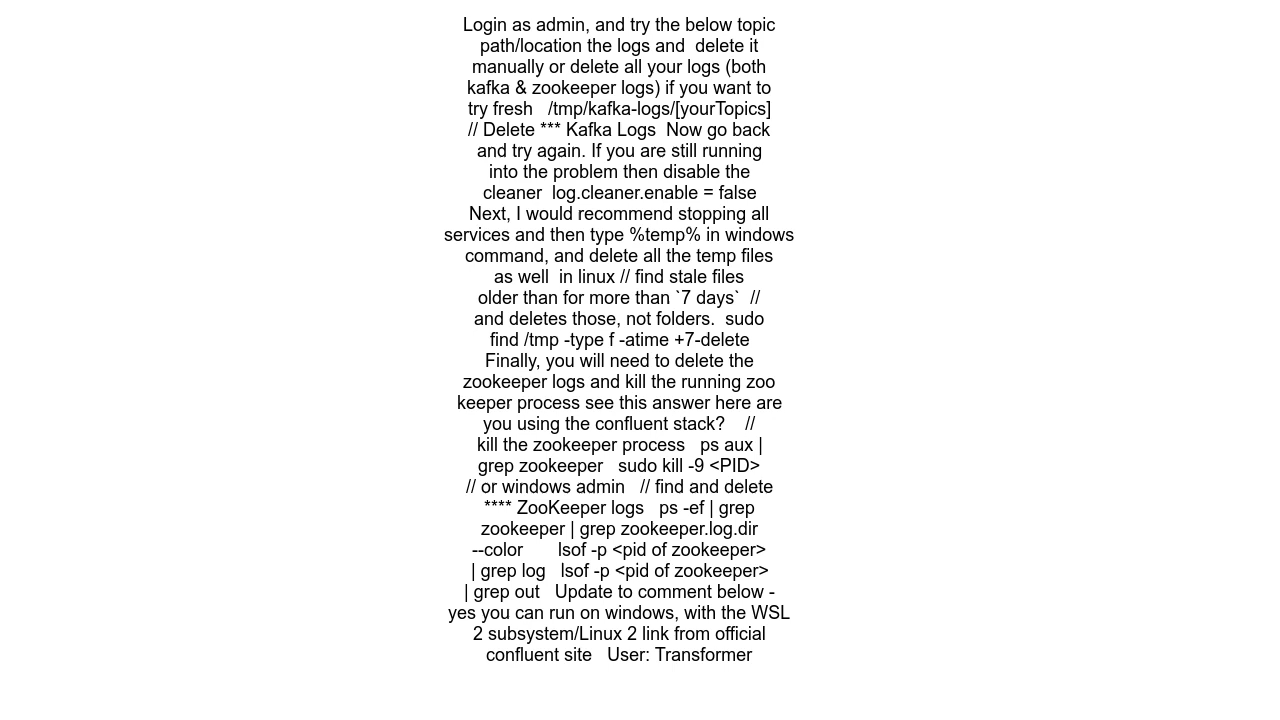 Login as admin, and try the below topic
path/location the logs and  delete it
manually or delete all your logs (both
kafka & zookeeper logs) if you want to
try fresh   /tmp/kafka-logs/[yourTopics]
// Delete *** Kafka Logs  Now go back
and try again. If you are still running
into the problem then disable the
cleaner  log.cleaner.enable = false
Next, I would recommend stopping all
services and then type %temp% in windows
command, and delete all the temp files
as well  in linux // find stale files
older than for more than `7 days`  //
and deletes those, not folders.  sudo
find /tmp -type f -atime +7-delete
Finally, you will need to delete the
zookeeper logs and kill the running zoo
keeper process see this answer here are
you using the confluent stack?    //
kill the zookeeper process   ps aux |
grep zookeeper   sudo kill -9 <PID>
// or windows admin   // find and delete
**** ZooKeeper logs   ps -ef | grep
zookeeper | grep zookeeper.log.dir
--color       lsof -p <pid of zookeeper>
| grep log   lsof -p <pid of zookeeper>
| grep out   Update to comment below -
yes you can run on windows, with the WSL
2 subsystem/Linux 2 link from official
confluent site   User: Transformer